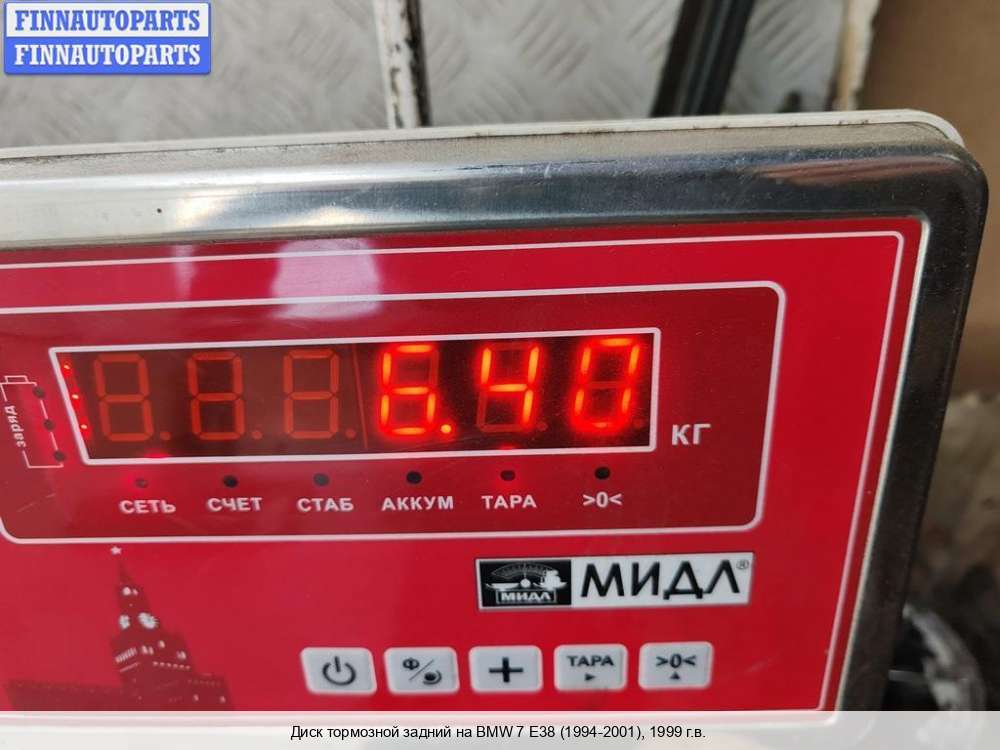 FINNAUTOPARTS
FINNAUTOPARTS
заряд
6.40
КГ
СЕТЬ СЧЕТ СТАБ АККУМ ТАРА >0<
МИДЛ МИДЛ®
Ф
ТАРА >0<
Диск тормозной задний на BMW 7 E38 (1994-2001), 1999 г.в.